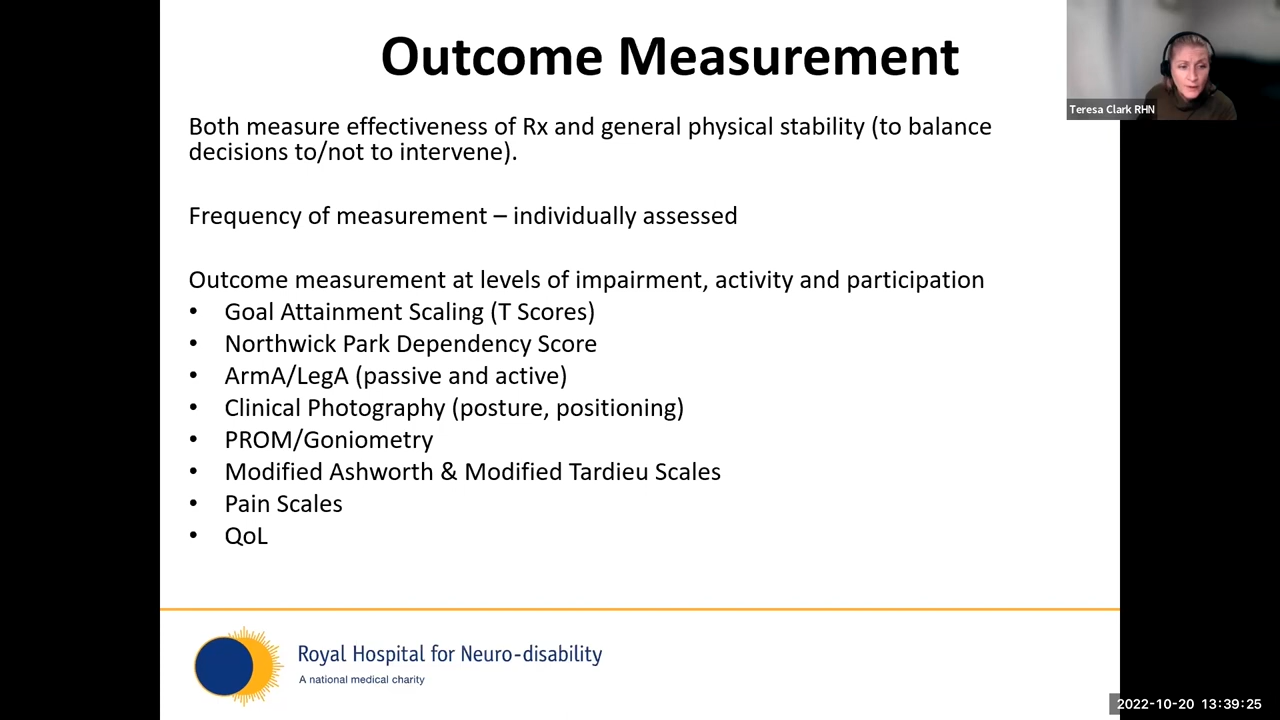 Outcome Measurement
Teresa Clark RHN
Both measure effectiveness of Rx and general physical stability (to balance
decisions to/not to intervene).
Frequency of measurement – individually assessed
Outcome measurement at levels of impairment, activity and participation
• Goal Attainment Scaling (T Scores)
• Northwick Park Dependency Score
• ArmA/LegA (passive and active)
• Clinical Photography (posture, positioning)
• PROM/Goniometry
• Modified Ashworth & Modified Tardieu Scales
• Pain Scales
• QoL
Royal Hospital for Neuro-disability
A national medical charity
2022-10-20 13:39:25